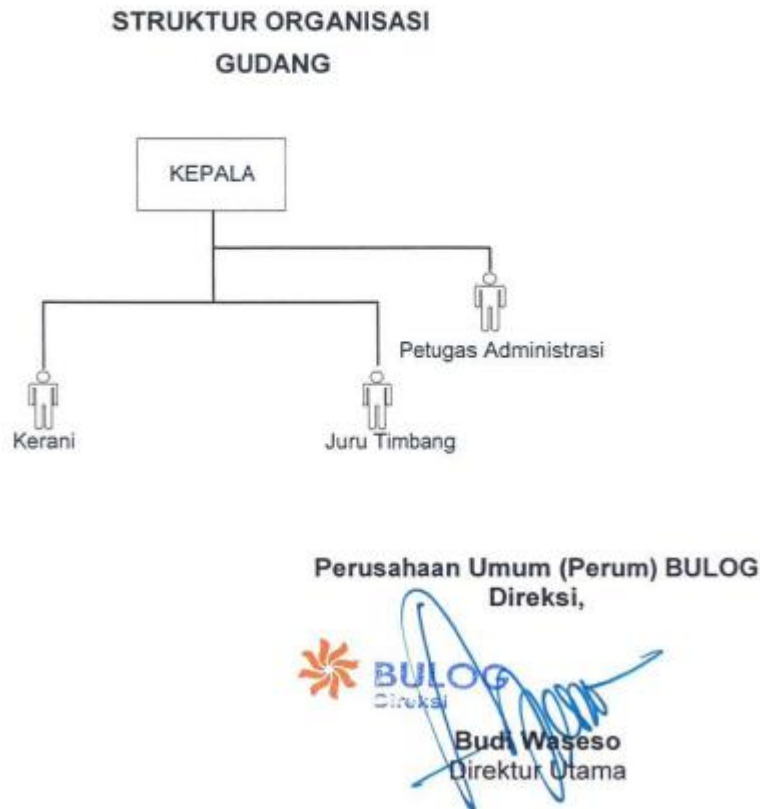 STRUKTUR ORGANISASI
GUDANG
KEPALA
Petugas Administrasi
Kerani
Juru Timbang
Perusahaan Umum (Perum) BULOG
Direksi,
BULOG
Direksi
Budi Waseso
Direktur Utama